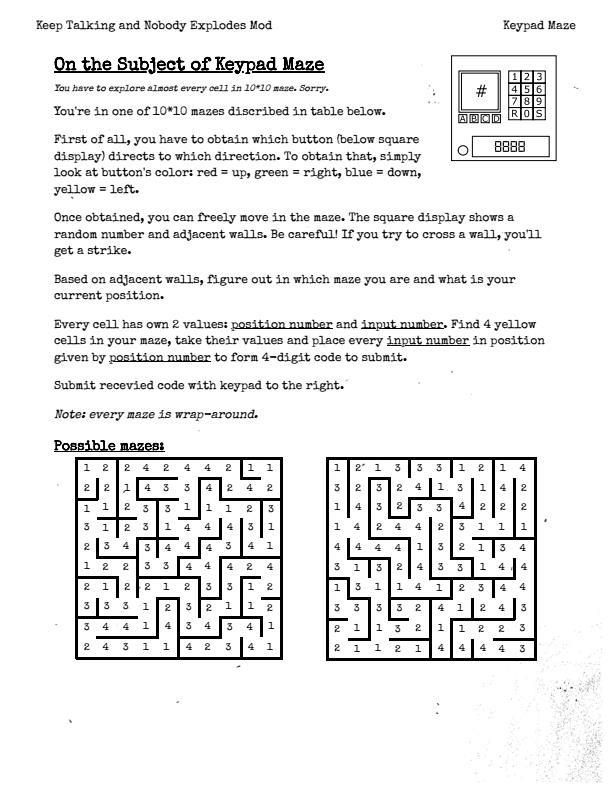 Keep Talking and Nobody Explodes Mod
Keypad Maze
On the Subject of Keypad Maze
You have to explore almost every cell in 10*10 maze. Sorry.
You're in one of 10*10 mazes discribed in table below.
First of all, you have to obtain which button (below square
display) directs to which direction. To obtain that, simply
look at button's color: red = up, green = right, blue = down,
yellow = left.
1 2 3
4 5 6
7 8 9
R 0 S
#
A B C D
8888
Once obtained, you can freely move in the maze. The square display shows a
random number and adjacent walls. Be careful! If you try to cross a wall, you'll
get a strike.
Based on adjacent walls, figure out in which maze you are and what is your
current position.
Every cell has own 2 values: position number and input number. Find 4 yellow
cells in your maze, take their values and place every input number in position
given by position number to form 4-digit code to submit.
Submit recevied code with keypad to the right.
Note: every maze is wrap-around.
Possible mazes:
1 2 2 4 2 4 4 2 1 1
2 2 1 4 3 3 4 2 4 2
1 1 2 3 3 1 1 1 2 3
3 1 2 3 1 4 4 4 3 1
2 3 4 3 4 4 4 3 4 1
1 2 2 3 3 4 4 4 2 4
2 1 2 2 1 2 3 3 1 2
3 3 3 1 2 3 2 1 1 2
3 4 4 1 4 3 4 3 4 1
4 2 3 1 1 4 2 3 4 1
1 2 1 3 3 3 1 2 1 4
3 2 3 2 4 1 3 1 4 2
1 4 3 2 3 3 4 2 2 2
1 4 2 4 4 2 3 1 1 1
4 4 4 4 1 3 2 1 3 4
3 1 3 2 4 3 3 1 4 4
1 3 1 1 4 1 2 3 4 4
3 3 3 3 2 4 1 2 4 3
2 1 1 3 2 1 1 2 2 3
2 1 1 2 1 4 4 4 4 3